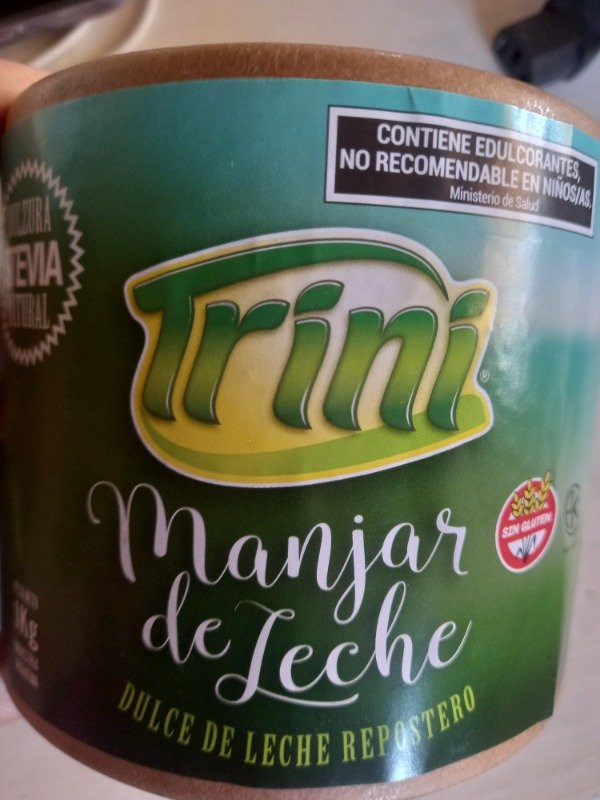 CONTIENE EDULCORANTES,
NO RECOMENDABLE EN NIÑOS/AS.
Ministerio de Salud
STEVIA
Trini
®
Manjar
de Leche
SIN GLUTEN
1Kg
DULCE DE LECHE REPOSTERO